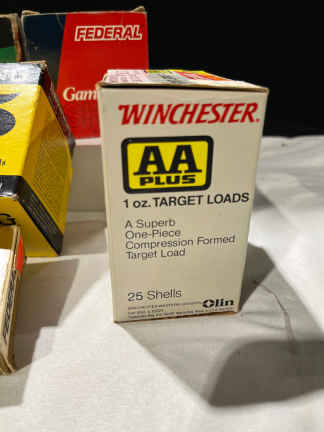 FEDERAL
Gam
WINCHESTER.
AA
PLUS
1 oz. TARGET LOADS
A Superb
One-Piece
Compression Formed
Target Load
25 Shells
Olin